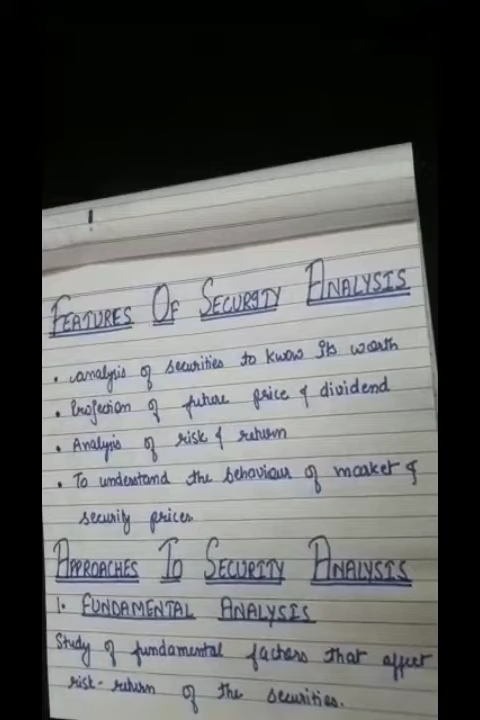 FEATURES OF SECURITY ANALYSIS
• Analysis of securities to know its worth
• Projection of future price & dividend
• Analysis of risk & return
• To understand the behaviour of market &
security prices
APPROACHES TO SECURITY ANALYSIS
1. FUNDAMENTAL ANALYSIS
Study of fundamental factors that affect
risk-return of the securities.